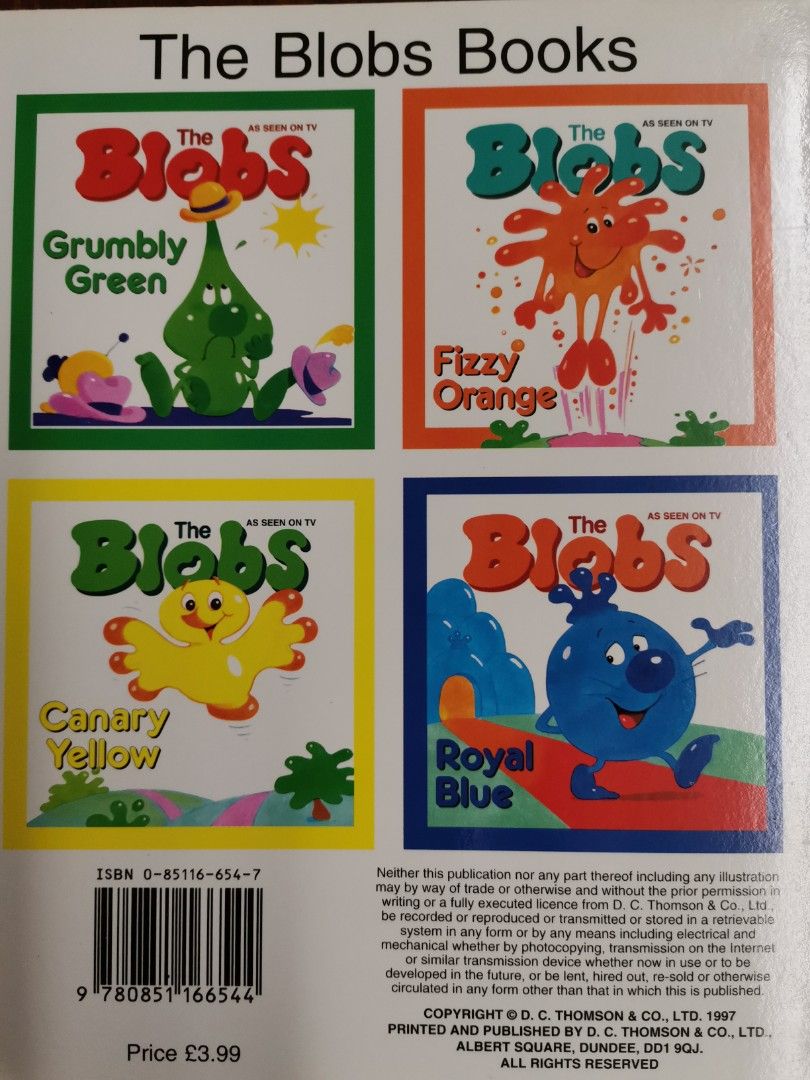 The Blobs Books
The
AS SEEN ON TV
Blobs
Grumbly
Green
The
AS SEEN ON TV
Blobs
Fizzy
Orange
The
AS SEEN ON TV
Blobs
Canary
Yellow
The
AS SEEN ON TV
Blobs
Royal
Blue
ISBN 0-85116-654-7
9 780851 166544
Price £3.99
Neither this publication nor any part thereof including any illustration
may by way of trade or otherwise and without the prior permission in
writing or a fully executed licence from D. C. Thomson & Co., Ltd.,
be recorded or reproduced or transmitted or stored in a retrievable
system in any form or by any means including electrical and
mechanical whether by photocopying, transmission on the Internet
or similar transmission device whether now in use or to be
developed in the future, or be lent, hired out, re-sold or otherwise
circulated in any form other than that in which this is published.
COPYRIGHT © D. C. THOMSON & CO., LTD. 1997
PRINTED AND PUBLISHED BY D. C. THOMSON & CO., LTD.,
ALBERT SQUARE, DUNDEE, DD1 9QJ.
ALL RIGHTS RESERVED